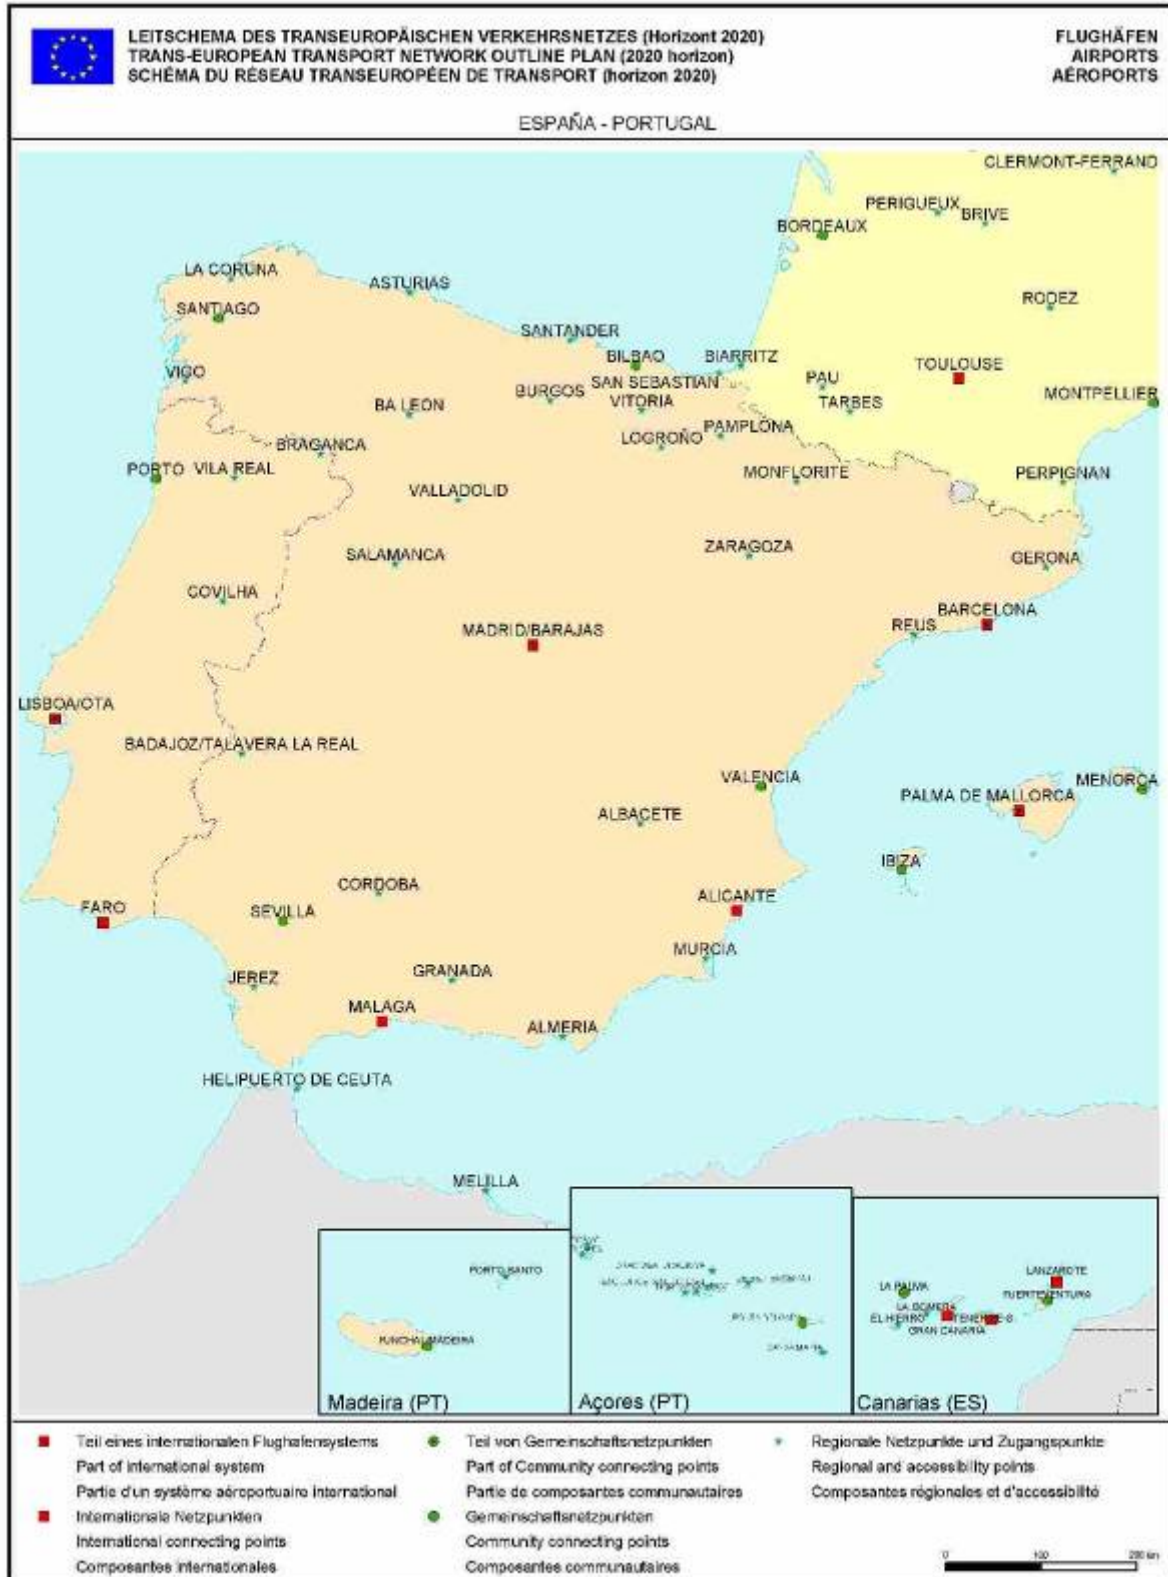 LEITSCHEMA DES TRANSEUROPÄISCHEN VERKEHRSNETZES (Horizont 2020)
TRANS-EUROPEAN TRANSPORT NETWORK OUTLINE PLAN (2020 horizon)
SCHÉMA DU RÉSEAU TRANSEUROPÉEN DE TRANSPORT (horizon 2020)
FLUGHÄFEN
AIRPORTS
AÉROPORTS
ESPAÑA - PORTUGAL
CLERMONT-FERRAND
PERIGUEUX
BRIVE
BORDEAUX
LA CORUNA
ASTURIAS
RODEZ
SANTIAGO
SANTANDER
BILBAO
BIARRITZ
TOULOUSE
VIGO
SAN SEBASTIAN
PAU
BURGOS
VITORIA
MONTPELLIER
BA LEON
TARBES
LOGROÑO
PAMPLONA
BRAGANCA
PORTO
VILA REAL
MONFLORITE
PERPIGNAN
VALLADOLID
SALAMANCA
ZARAGOZA
GERONA
COVILHA
BARCELONA
MADRID/BARAJAS
REUS
LISBOA/OTA
BADAJOZ/TALAVERA LA REAL
VALENCIA
MENORCA
PALMA DE MALLORCA
ALBACETE
IBIZA
CORDOBA
ALICANTE
FARO
SEVILLA
MURCIA
JEREZ
GRANADA
MALAGA
ALMERIA
HELIPUERTO DE CEUTA
MELILLA
PORTO SANTO
FUNCHAL/MADEIRA
Madeira (PT)
Açores (PT)
LANZAROTE
LA PALMA
FUERTEVENTURA
LA GOMERA
EL HIERRO
TENERIFE-S
GRAN CANARIA
Canarias (ES)
Teil eines internationalen Flughafensystems
Part of international system
Partie d'un système aéroportuaire international
Internationale Netzpunkten
International connecting points
Composantes internationales
Teil von Gemeinschaftsnetzpunkten
Part of Community connecting points
Partie de composantes communautaires
Gemeinschaftsnetzpunkten
Community connecting points
Composantes communautaires
Regionale Netzpunkte und Zugangspunkte
Regional and accessibility points
Composantes régionales et d'accessibilité
0 100 200 km